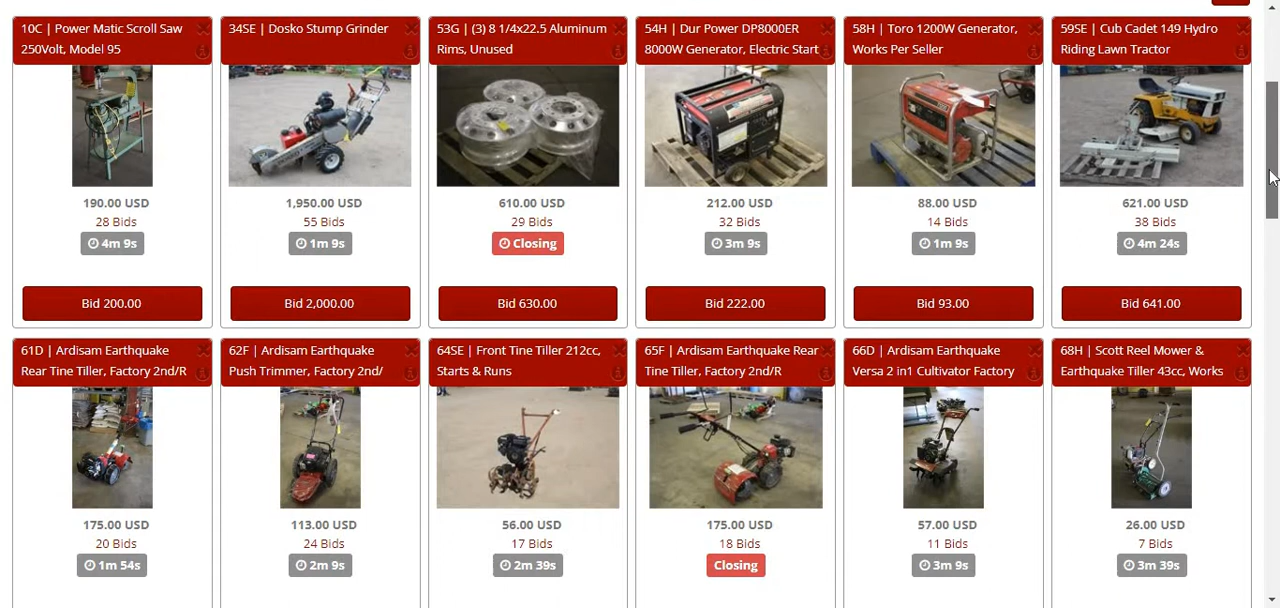 10C | Power Matic Scroll Saw
250Volt, Model 95
190.00 USD
28 Bids
4m 9s
Bid 200.00
34SE | Dosko Stump Grinder
1,950.00 USD
55 Bids
1m 9s
Bid 2,000.00
53G | (3) 8 1/4x22.5 Aluminum
Rims, Unused
610.00 USD
29 Bids
Closing
Bid 630.00
54H | Dur Power DP8000ER
8000W Generator, Electric Start
212.00 USD
32 Bids
3m 9s
Bid 222.00
58H | Toro 1200W Generator,
Works Per Seller
88.00 USD
14 Bids
1m 9s
Bid 93.00
59SE | Cub Cadet 149 Hydro
Riding Lawn Tractor
621.00 USD
38 Bids
4m 24s
Bid 641.00
61D | Ardisam Earthquake
Rear Tine Tiller, Factory 2nd/R
175.00 USD
20 Bids
1m 54s
62F | Ardisam Earthquake
Push Trimmer, Factory 2nd/
113.00 USD
24 Bids
2m 9s
64SE | Front Tine Tiller 212cc,
Starts & Runs
56.00 USD
17 Bids
2m 39s
65F | Ardisam Earthquake Rear
Tine Tiller, Factory 2nd/R
175.00 USD
18 Bids
Closing
66D | Ardisam Earthquake
Versa 2 in1 Cultivator Factory
57.00 USD
11 Bids
3m 9s
68H | Scott Reel Mower &
Earthquake Tiller 43cc, Works
26.00 USD
7 Bids
3m 39s